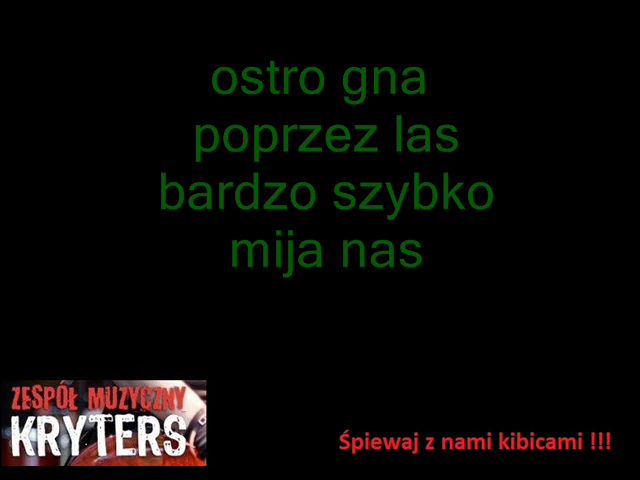 ostro gna
poprzez las
bardzo szybko
mija nas
ZESPÓŁ MUZYCZNY
KRYTERS
Śpiewaj z nami kibicami !!!